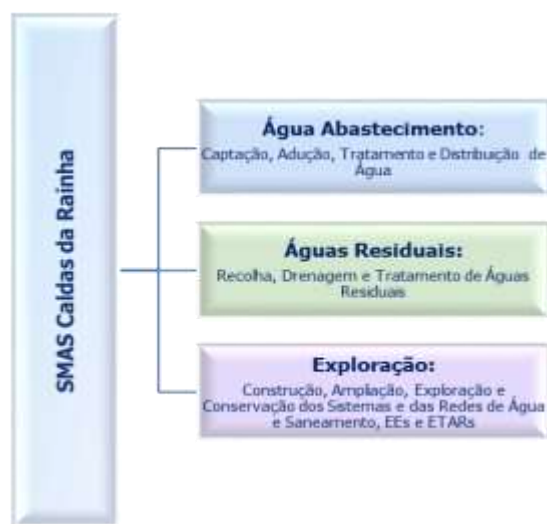 SMAS Caldas da Rainha
Água Abastecimento:
Captação, Adução, Tratamento e Distribuição de
Água
Águas Residuais:
Recolha, Drenagem e Tratamento de Águas
Residuais
Exploração:
Construção, Ampliação, Exploração e
Conservação dos Sistemas e das Redes de Água
e Saneamento, EEs e ETARs